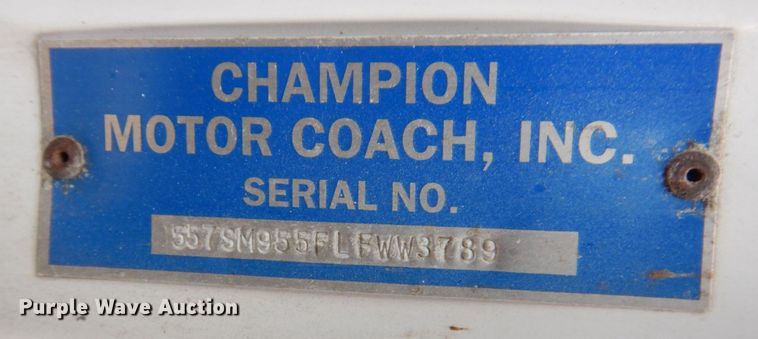 CHAMPION
MOTOR COACH, INC.
SERIAL NO.
557SM955FLFWW3789
Purple Wave Auction